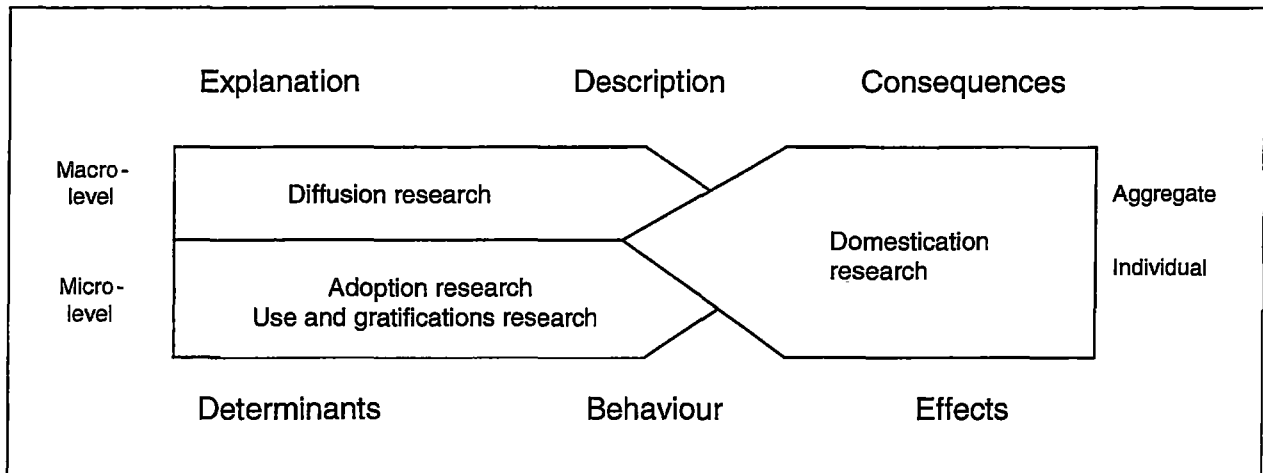 Explanation
Description
Consequences
Macro-
level
Diffusion research
Aggregate
Domestication
research
Individual
Micro-
level
Adoption research
Use and gratifications research
Determinants
Behaviour
Effects